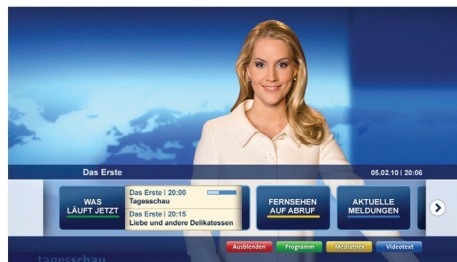 Das Erste
05.02.10 | 20:06
WAS
LÄUFT JETZT
Das Erste | 20:00
Tagesschau
Das Erste | 20:15
Liebe und andere Delikatessen
FERNSEHEN
AUF ABRUF
AKTUELLE
MELDUNGEN
Ausblenden
Programm
Mediathek
Videotext
tagesschau